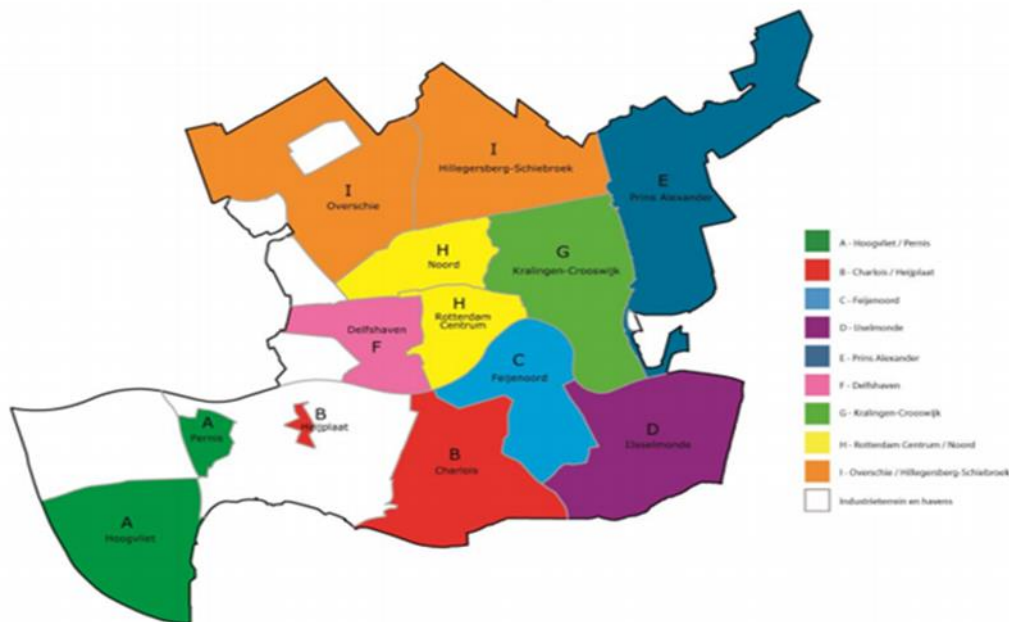 I
Hillegersberg-Schiebroek
I
Overschie
E
Prins Alexander
H
Noord
G
Kralingen-Crooswijk
H
Rotterdam
Centrum
Delfshaven
F
C
Feijenoord
A
Pernis
B
Heijplaat
B
Charlois
D
IJsselmonde
A
Hoogvliet
A - Hoogvliet / Pernis
B - Charlois / Heijplaat
C - Feijenoord
D - IJselmonde
E - Prins Alexander
F - Delfshaven
G - Kralingen-Crooswijk
H - Rotterdam Centrum / Noord
I - Overschie / Hillegersberg-Schiebroek
Industrieterrein en havens